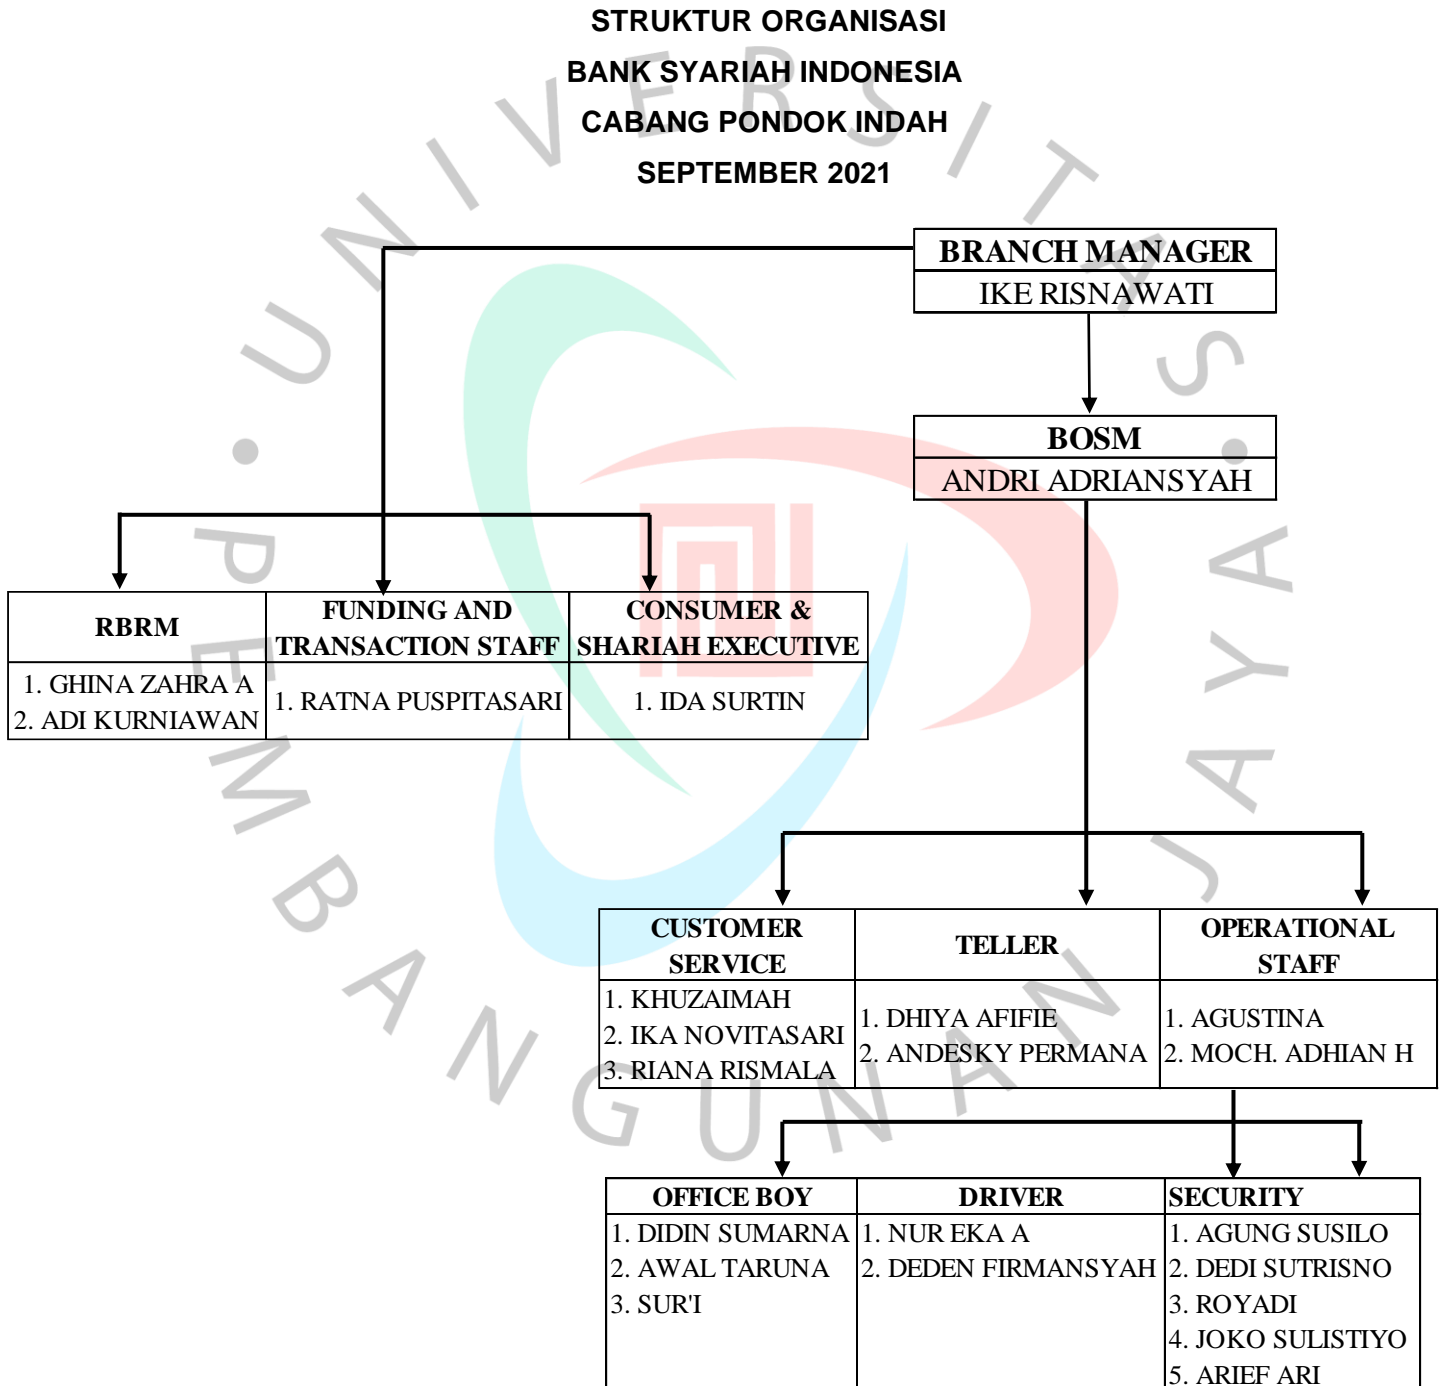 STRUKTUR ORGANISASI
BANK SYARIAH INDONESIA
CABANG PONDOK INDAH
SEPTEMBER 2021
BRANCH MANAGER
IKE RISNAWATI
BOSM
ANDRI ADRIANSYAH
RBRM
1. GHINA ZAHRA A
2. ADI KURNIAWAN
FUNDING AND
TRANSACTION STAFF
1. RATNA PUSPITASARI
CONSUMER &
SHARIAH EXECUTIVE
1. IDA SURTIN
CUSTOMER
SERVICE
1. KHUZAIMAH
2. IKA NOVITASARI
3. RIANA RISMALA
TELLER
1. DHIYA AFIFIE
2. ANDESKY PERMANA
OPERATIONAL
STAFF
1. AGUSTINA
2. MOCH. ADHIAN H
OFFICE BOY
1. DIDIN SUMARNA
2. AWAL TARUNA
3. SUR'I
DRIVER
1. NUR EKA A
2. DEDEN FIRMANSYAH
SECURITY
1. AGUNG SUSILO
2. DEDI SUTRISNO
3. ROYADI
4. JOKO SULISTIYO
5. ARIEF ARI
UNIVERSITAS
PEMBANGUNAN JAYA